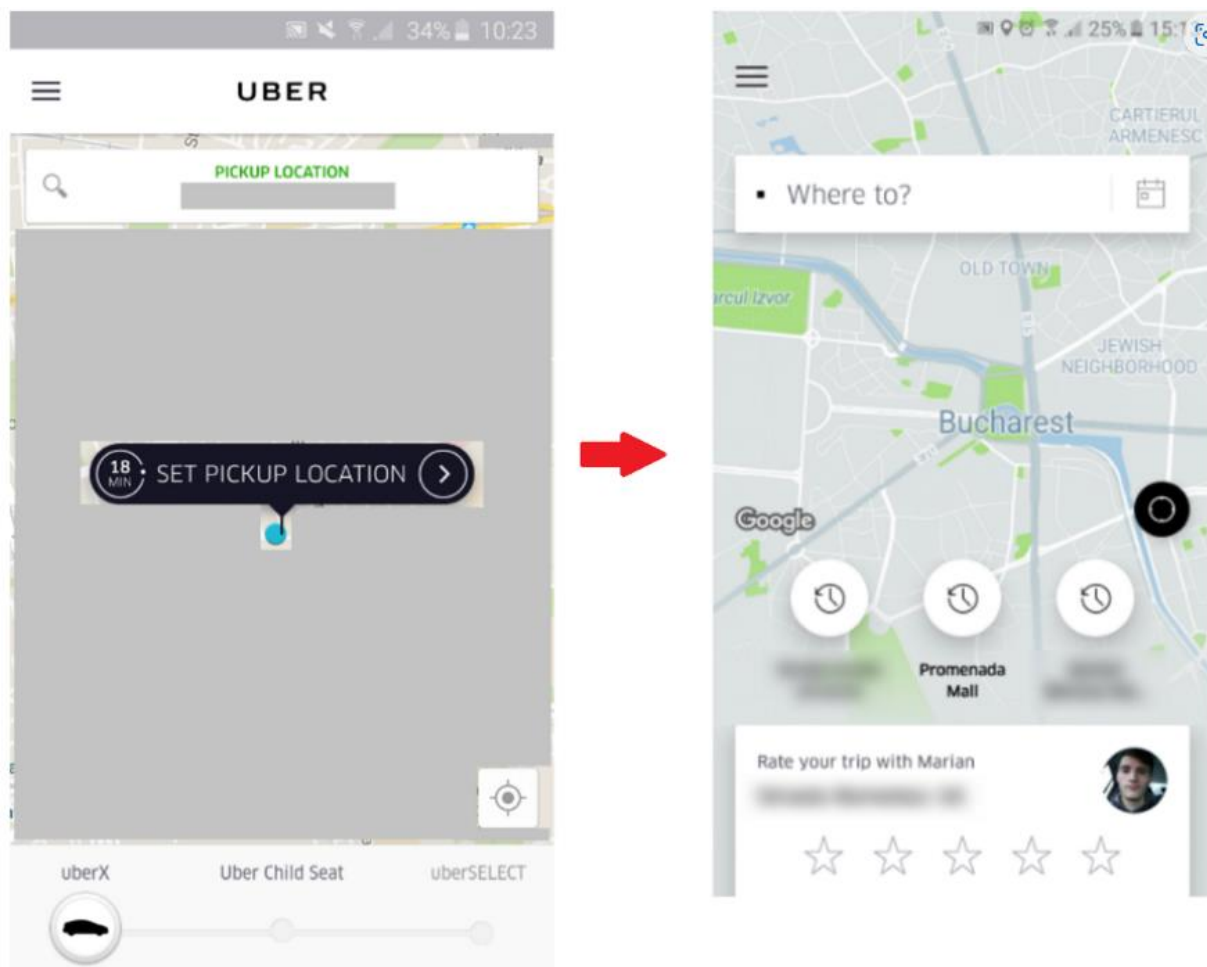 34% 10:23
UBER
PICKUP LOCATION
18
MIN
SET PICKUP LOCATION
uberX
Uber Child Seat
uberSELECT
25%
CARTIERUL
ARMENESC
Where to?
OLD TOWN
arcul Izvor
JEWISH
NEIGHBORHOOD
Bucharest
Google
Promenada
Mall
Rate your trip with Marian